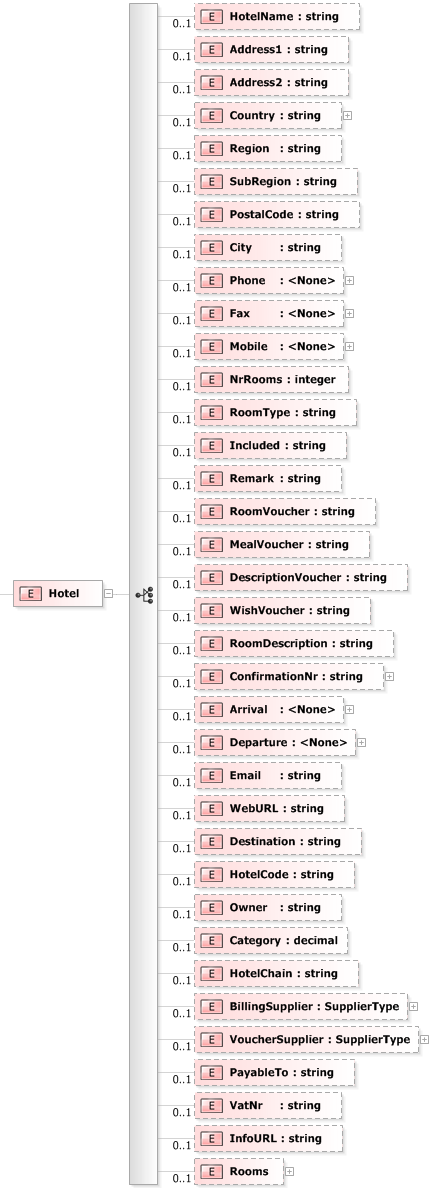 E HotelName : string
0..1
E Address1 : string
0..1
E Address2 : string
0..1
E Country : string
0..1
E Region : string
0..1
E SubRegion : string
0..1
E PostalCode : string
0..1
E City : string
0..1
E Phone : <None>
0..1
E Fax : <None>
0..1
E Mobile : <None>
0..1
E NrRooms : integer
0..1
E RoomType : string
0..1
E Included : string
0..1
E Remark : string
0..1
E RoomVoucher : string
0..1
E MealVoucher : string
0..1
E DescriptionVoucher : string
0..1
E Hotel
E WishVoucher : string
0..1
E RoomDescription : string
0..1
E ConfirmationNr : string
0..1
E Arrival : <None>
0..1
E Departure : <None>
0..1
E Email : string
0..1
E WebURL : string
0..1
E Destination : string
0..1
E HotelCode : string
0..1
E Owner : string
0..1
E Category : decimal
0..1
E HotelChain : string
0..1
E BillingSupplier : SupplierType
0..1
E VoucherSupplier : SupplierType
0..1
E PayableTo : string
0..1
E VatNr : string
0..1
E InfoURL : string
0..1
E Rooms
0..1